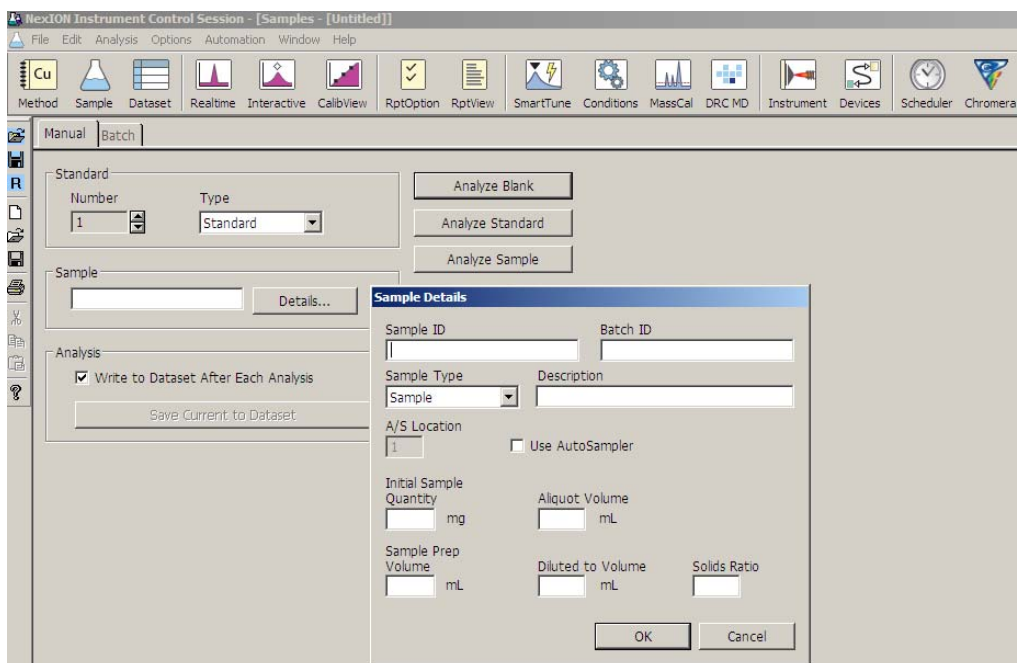 NexION Instrument Control Session - [Samples - [Untitled]]
File Edit Analysis Options Automation Window Help
Cu
Method Sample Dataset Realtime Interactive CalibView RptOption RptView SmartTune Conditions MassCal DRC MD Instrument Devices Scheduler Chromera
R
Manual Batch
Standard
Number Type
1 Standard
Analyze Blank
Analyze Standard
Analyze Sample
Sample
Details...
Analysis
Write to Dataset After Each Analysis
Save Current to Dataset
Sample Details
Sample ID Batch ID
Sample Type Description
Sample
A/S Location
1 Use AutoSampler
Initial Sample
Quantity Aliquot Volume
mg mL
Sample Prep
Volume Diluted to Volume Solids Ratio
mL mL
OK Cancel